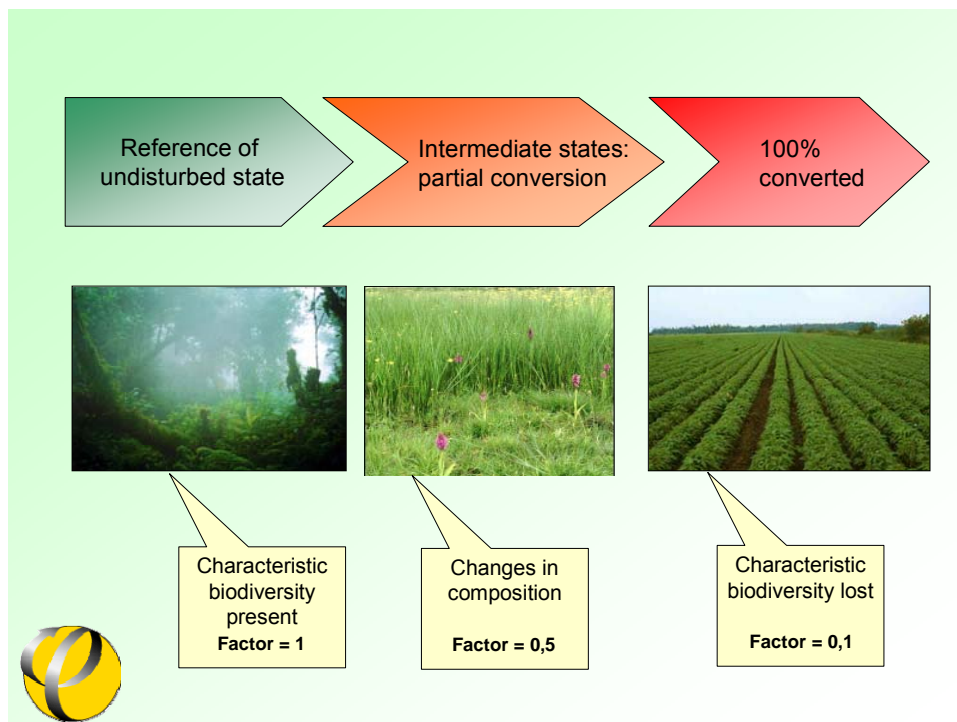 Reference of
undisturbed state
Intermediate states:
partial conversion
100%
converted
Characteristic
biodiversity
present
Factor = 1
Changes in
composition
Factor = 0,5
Characteristic
biodiversity lost
Factor = 0,1